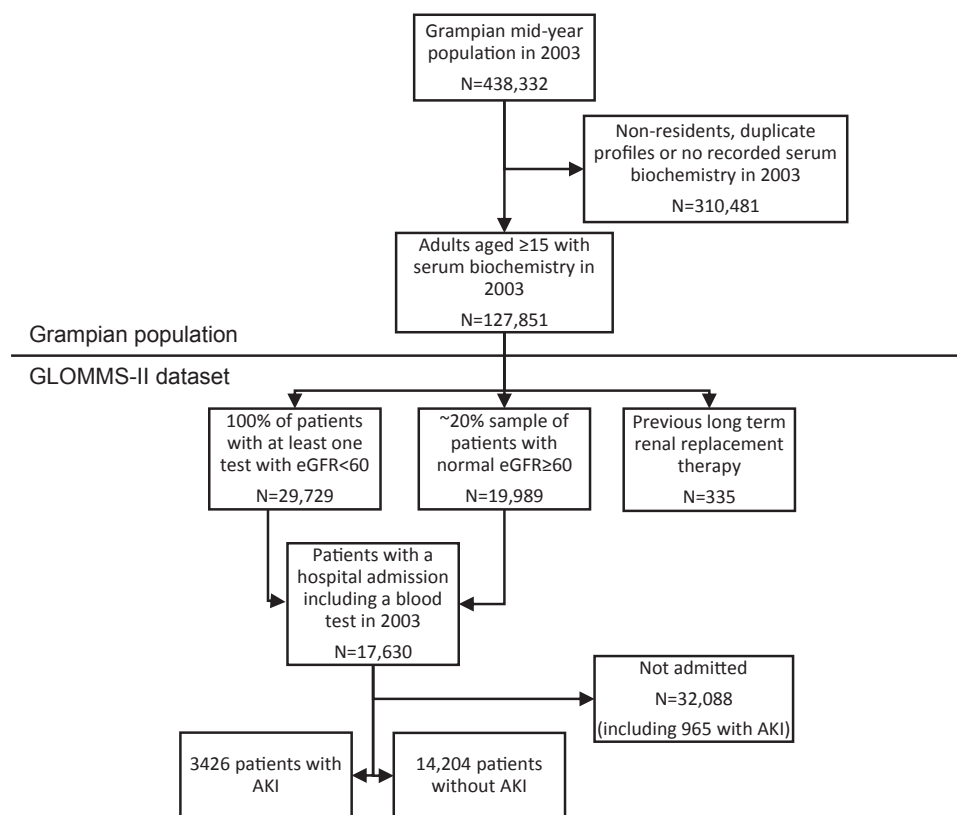 Grampian mid-year
population in 2003
N=438,332
Non-residents, duplicate
profiles or no recorded serum
biochemistry in 2003
N=310,481
Adults aged ≥15 with
serum biochemistry in
2003
N=127,851
Grampian population
GLOMMS-II dataset
100% of patients
with at least one
test with eGFR<60
N=29,729
~20% sample of
patients with
normal eGFR≥60
N=19,989
Previous long term
renal replacement
therapy
N=335
Patients with a
hospital admission
including a blood
test in 2003
N=17,630
Not admitted
N=32,088
(including 965 with AKI)
3426 patients with
AKI
14,204 patients
without AKI